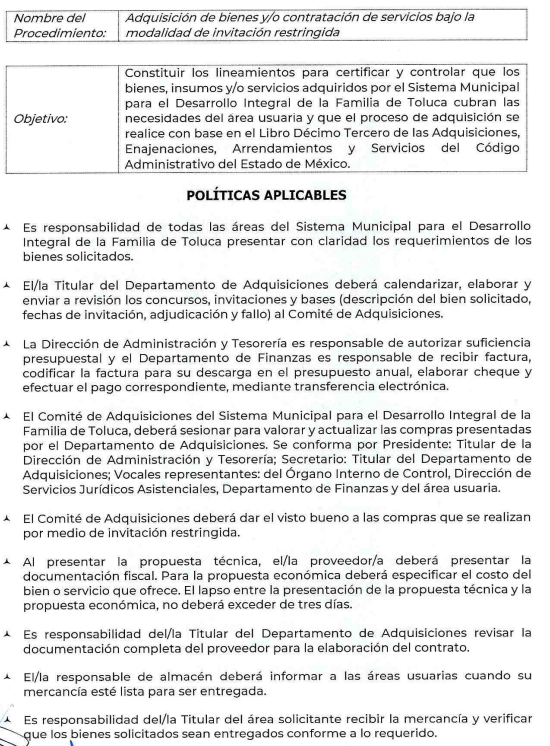 Nombre del Procedimiento: Adquisición de bienes y/o contratación de servicios bajo la modalidad de invitación restringida
Objetivo:
Constituir los lineamientos para certificar y controlar que los
bienes, insumos y/o servicios adquiridos por el Sistema Municipal
para el Desarrollo Integral de la Familia de Toluca cubran las
necesidades del área usuaria y que el proceso de adquisición se
realice con base en el Libro Décimo Tercero de las Adquisiciones,
Enajenaciones, Arrendamientos y Servicios del Código
Administrativo del Estado de México.
POLÍTICAS APLICABLES
Es responsabilidad de todas las áreas del Sistema Municipal para el Desarrollo
Integral de la Familia de Toluca presentar con claridad los requerimientos de los
bienes solicitados.
El/la Titular del Departamento de Adquisiciones deberá calendarizar, elaborar y
enviar a revisión los concursos, invitaciones y bases (descripción del bien solicitado,
fechas de invitación, adjudicación y fallo) al Comité de Adquisiciones.
La Dirección de Administración y Tesorería es responsable de autorizar suficiencia
presupuestal y el Departamento de Finanzas es responsable de recibir factura,
codificar la factura para su descarga en el presupuesto anual, elaborar cheque y
efectuar el pago correspondiente, mediante transferencia electrónica.
El Comité de Adquisiciones del Sistema Municipal para el Desarrollo Integral de la
Familia de Toluca, deberá sesionar para valorar y actualizar las compras presentadas
por el Departamento de Adquisiciones. Se conforma por Presidente: Titular de la
Dirección de Administración y Tesorería; Secretario: Titular del Departamento de
Adquisiciones; Vocales representantes: del Órgano Interno de Control, Dirección de
Servicios Jurídicos Asistenciales, Departamento de Finanzas y del área usuaria.
El Comité de Adquisiciones deberá dar el visto bueno a las compras que se realizan
por medio de invitación restringida.
Al presentar la propuesta técnica, el/la proveedor/a deberá presentar la
documentación fiscal. Para la propuesta económica deberá especificar el costo del
bien o servicio que ofrece. El lapso entre la presentación de la propuesta técnica y la
propuesta económica, no deberá exceder de tres días.
Es responsabilidad del/la Titular del Departamento de Adquisiciones revisar la
documentación completa del proveedor para la elaboración del contrato.
El/la responsable de almacén deberá informar a las áreas usuarias cuando su
mercancía esté lista para ser entregada.
Es responsabilidad del/la Titular del área solicitante recibir la mercancía y verificar
que los bienes solicitados sean entregados conforme a lo requerido.